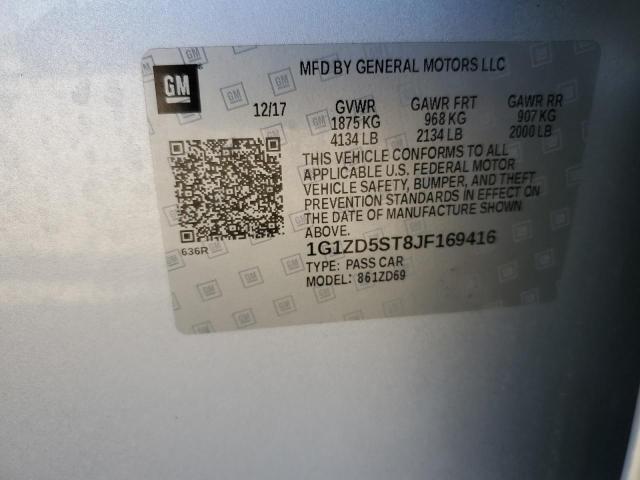 GM
MFD BY GENERAL MOTORS LLC
12/17 GVWR GAWR FRT GAWR RR
1875 KG 968 KG 907 KG
4134 LB 2134 LB 2000 LB
THIS VEHICLE CONFORMS TO ALL
APPLICABLE U.S. FEDERAL MOTOR
VEHICLE SAFETY, BUMPER, AND THEFT
PREVENTION STANDARDS IN EFFECT ON
THE DATE OF MANUFACTURE SHOWN
ABOVE.
636R
1G1ZD5ST8JF169416
TYPE: PASS CAR
MODEL: 861ZD69